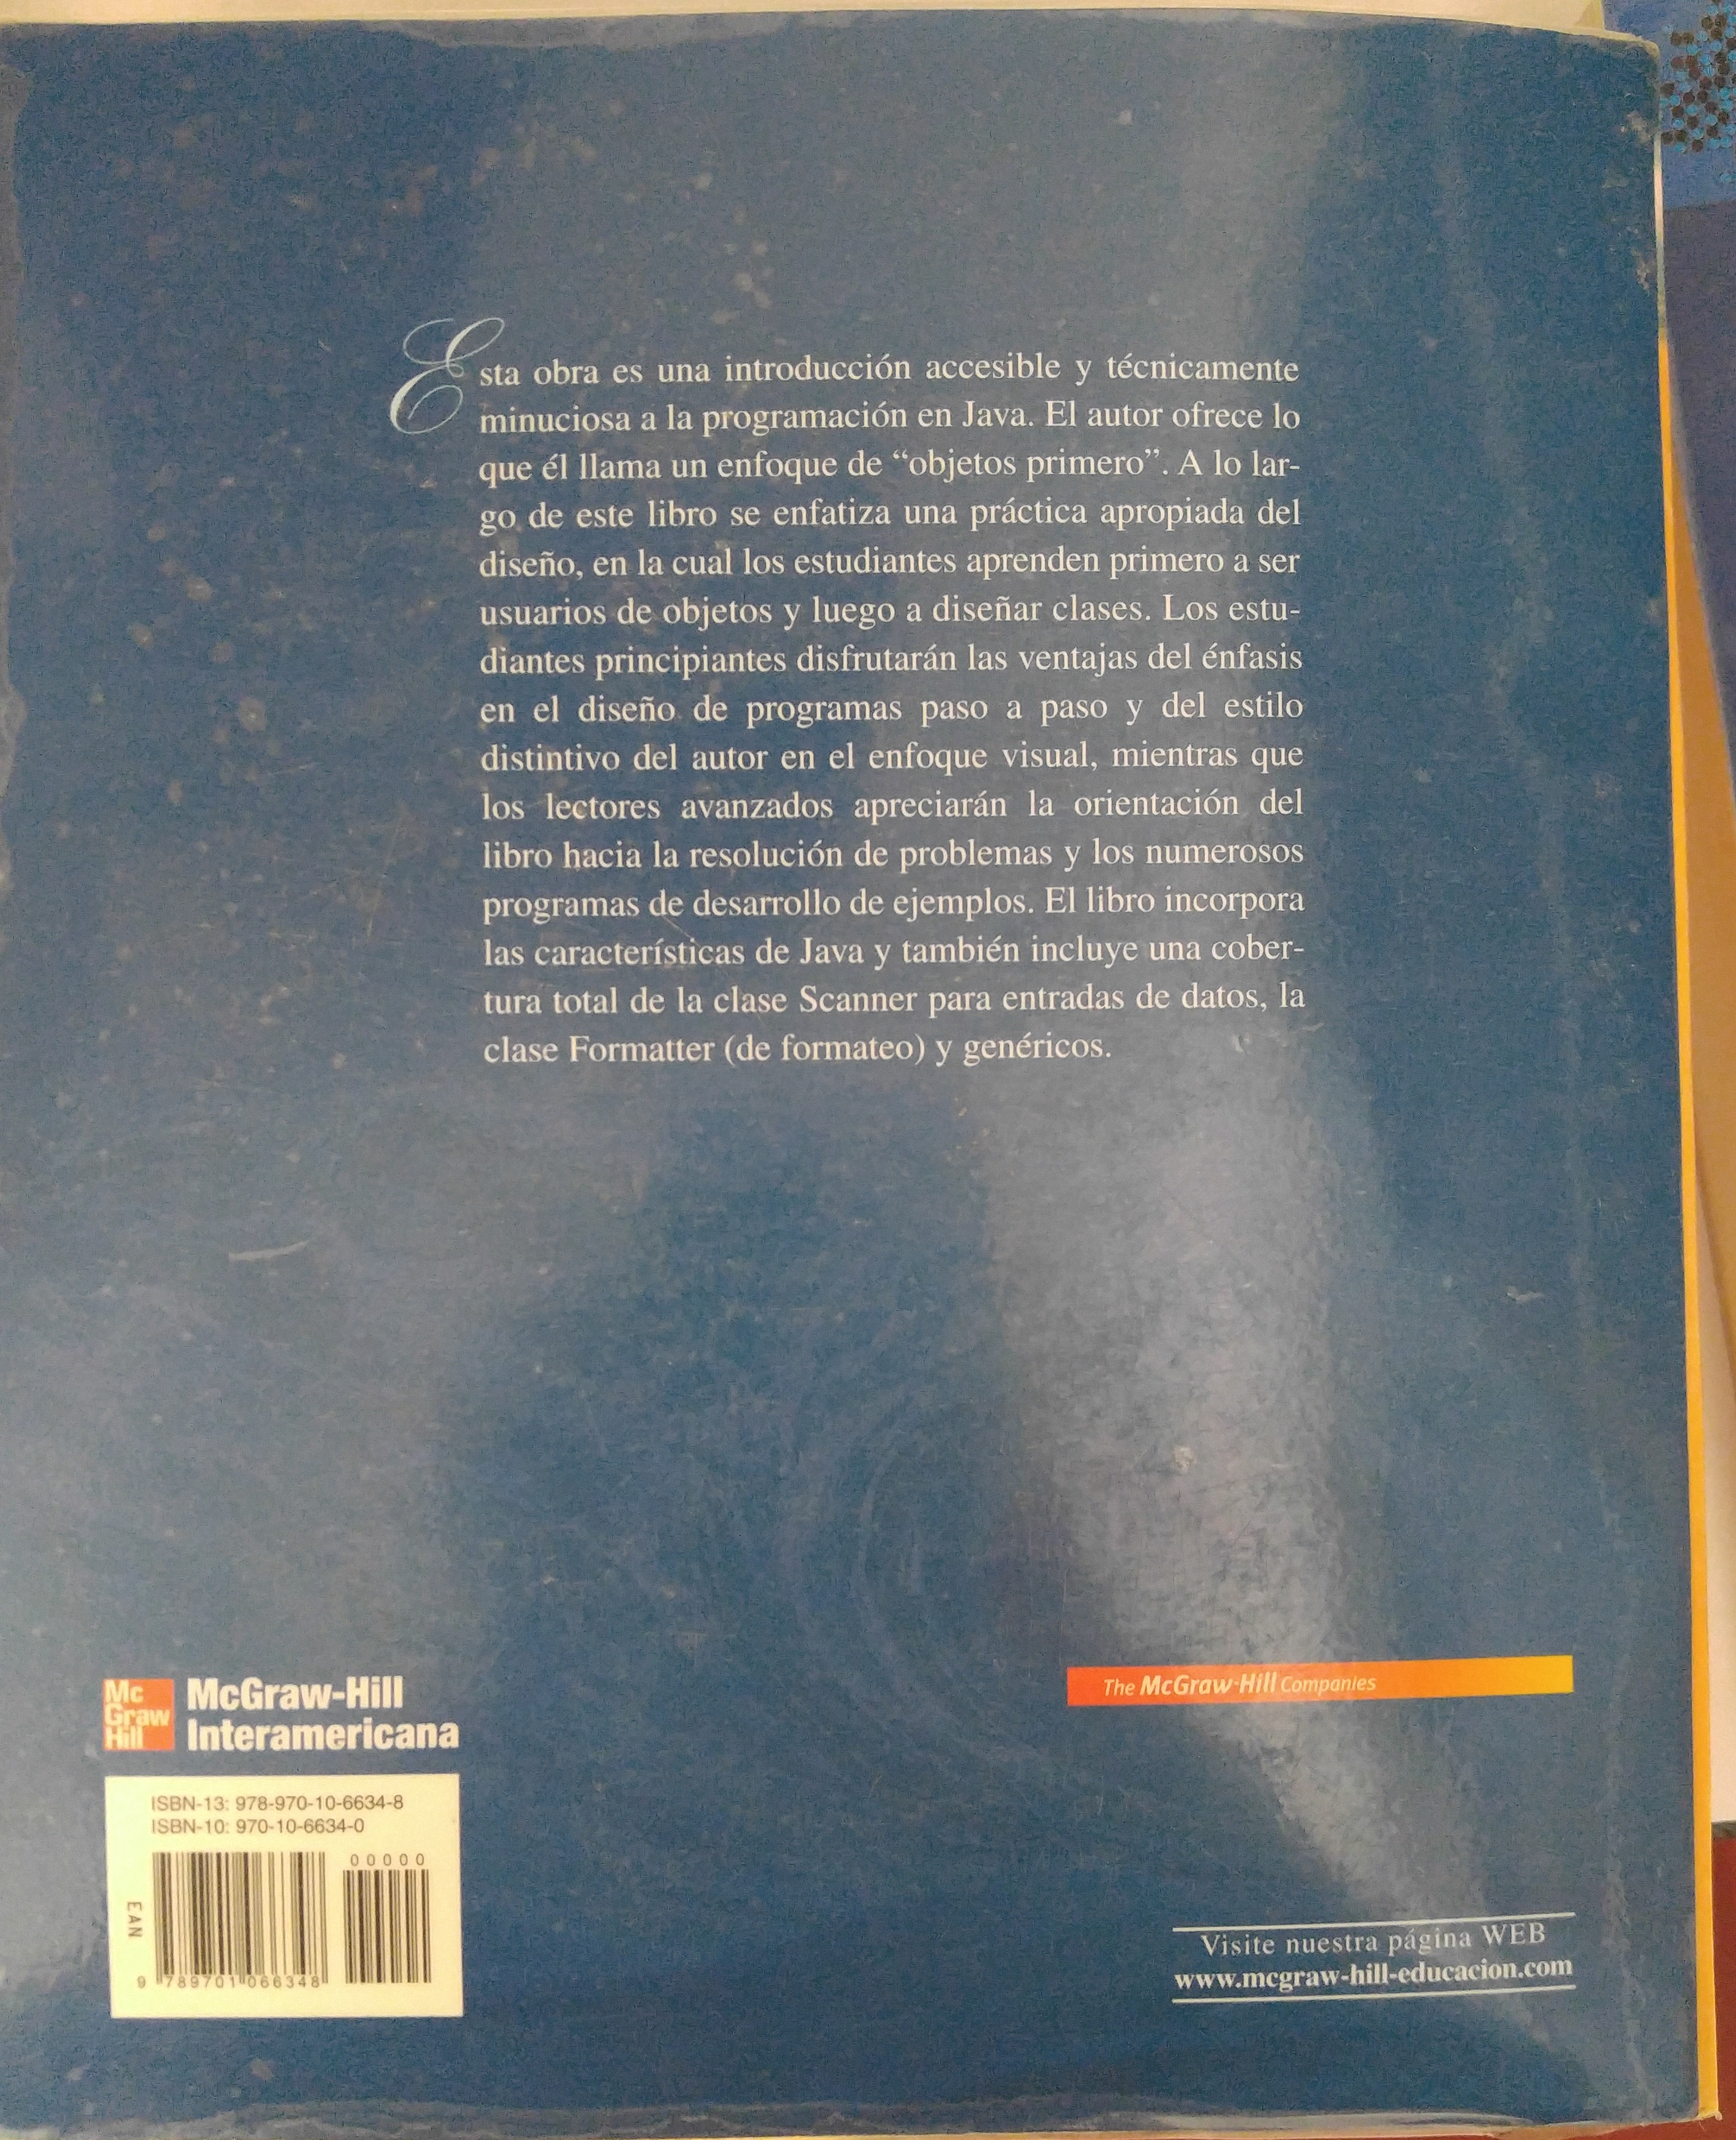 Esta obra es una introducción accesible y técnicamente
minuciosa a la programación en Java. El autor ofrece lo
que él llama un enfoque de “objetos primero”. A lo lar-
go de este libro se enfatiza una práctica apropiada del
diseño, en la cual los estudiantes aprenden primero a ser
usuarios de objetos y luego a diseñar clases. Los estu-
diantes principiantes disfrutarán las ventajas del énfasis
en el diseño de programas paso a paso y del estilo
distintivo del autor en el enfoque visual, mientras que
los lectores avanzados apreciarán la orientación del
libro hacia la resolución de problemas y los numerosos
programas de desarrollo de ejemplos. El libro incorpora
las características de Java y también incluye una cober-
tura total de la clase Scanner para entradas de datos, la
clase Formatter (de formateo) y genéricos.
Mc
Graw
Hill
McGraw-Hill
Interamericana
The McGraw-Hill Companies
ISBN-13: 978-970-10-6634-8
ISBN-10: 970-10-6634-0
00000
EAN
9 789701 066348
Visite nuestra página WEB
www.mcgraw-hill-educacion.com